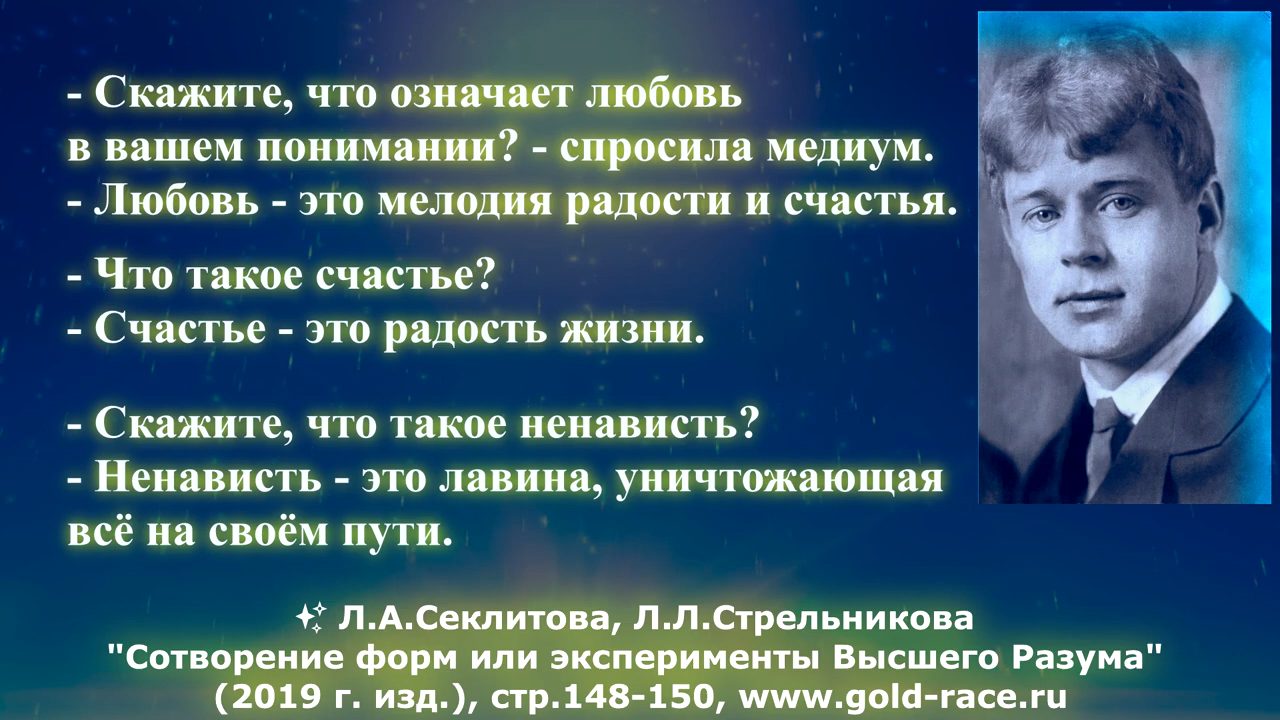 - Скажите, что означает любовь
в вашем понимании? - спросила медиум.
- Любовь - это мелодия радости и счастья.
- Что такое счастье?
- Счастье - это радость жизни.
- Скажите, что такое ненависть?
- Ненависть - это лавина, уничтожающая
всё на своём пути.
✨ Л.А.Секлитова, Л.Л.Стрельникова
"Сотворение форм или эксперименты Высшего Разума"
(2019 г. изд.), стр.148-150, www.gold-race.ru